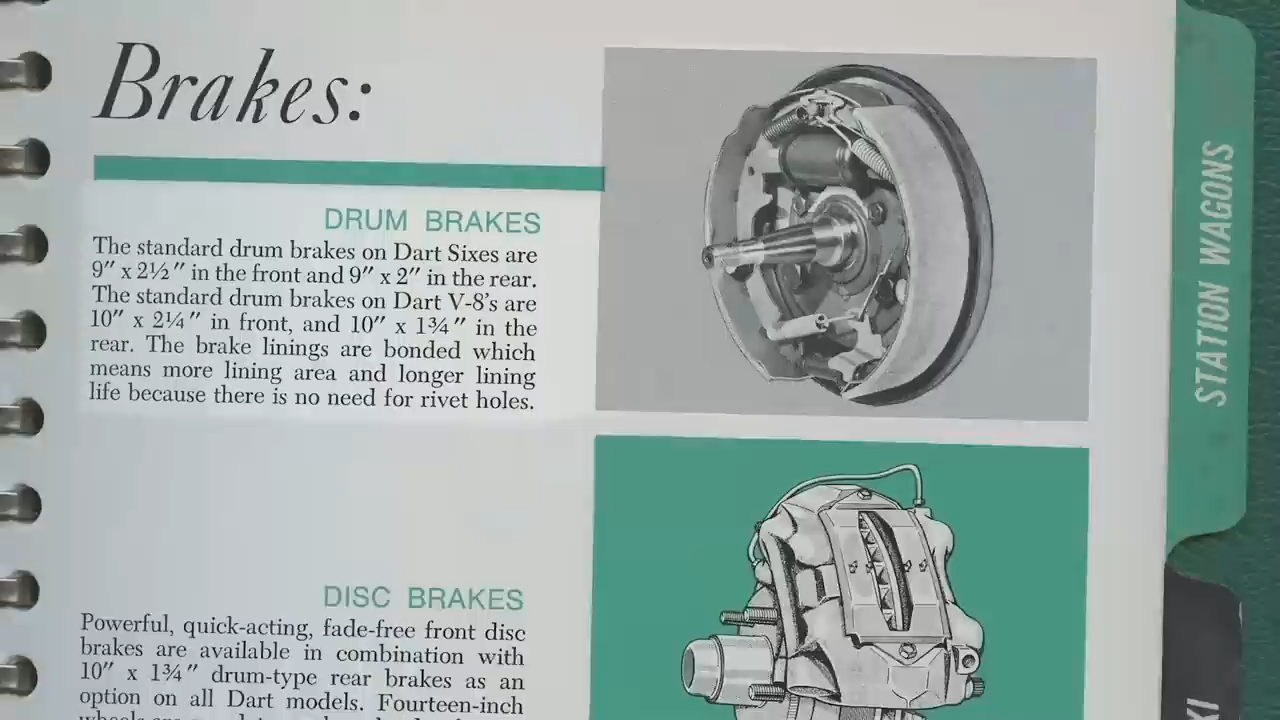 Brakes:
DRUM BRAKES
The standard drum brakes on Dart Sixes are
9″ x 2½″ in the front and 9″ x 2″ in the rear.
The standard drum brakes on Dart V-8's are
10″ x 2¼″ in front, and 10″ x 1¾″ in the
rear. The brake linings are bonded which
means more lining area and longer lining
life because there is no need for rivet holes.
DISC BRAKES
Powerful, quick-acting, fade-free front disc
brakes are available in combination with
10″ x 1¾″ drum-type rear brakes as an
option on all Dart models. Fourteen-inch
STATION WAGONS